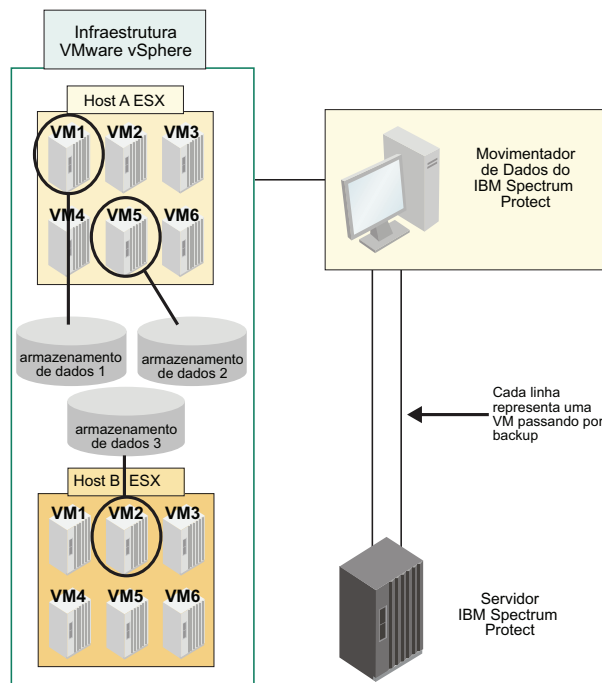 Infraestrutura
VMware vSphere
Host A ESX
VM1 VM2 VM3
VM4 VM5 VM6
armazenamento
de dados 1
armazenamento
de dados 2
armazenamento
de dados 3
Host B ESX
VM1 VM2 VM3
VM4 VM5 VM6
Movimentador
de Dados do
IBM Spectrum
Protect
Cada linha
representa uma
VM passando por
backup
Servidor
IBM Spectrum
Protect